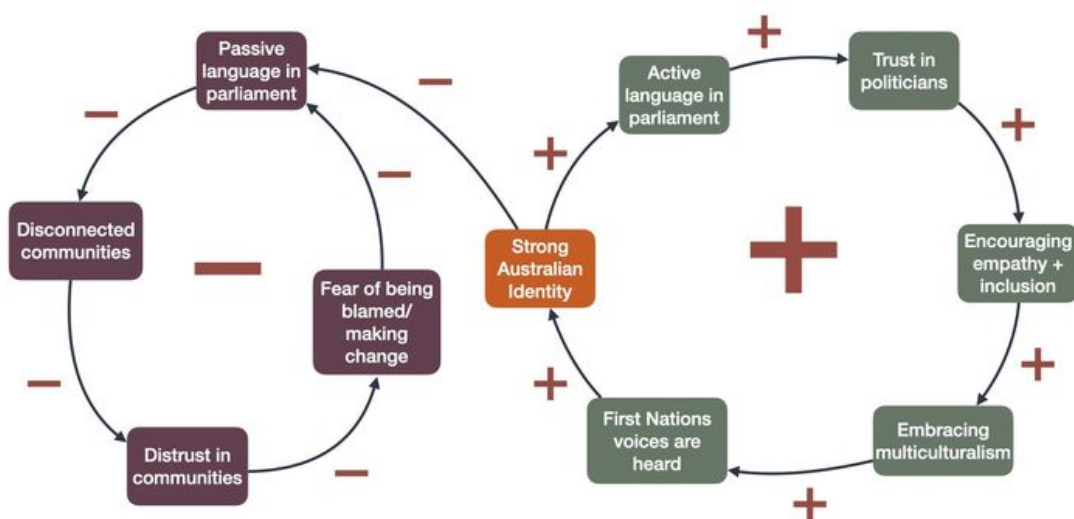 Passive
language in
parliament
Disconnected
communities
Distrust in
communities
Fear of being
blamed/
making
change
Strong
Australian
Identity
Active
language in
parliament
Trust in
politicians
Encouraging
empathy +
inclusion
Embracing
multiculturalism
First Nations
voices are
heard